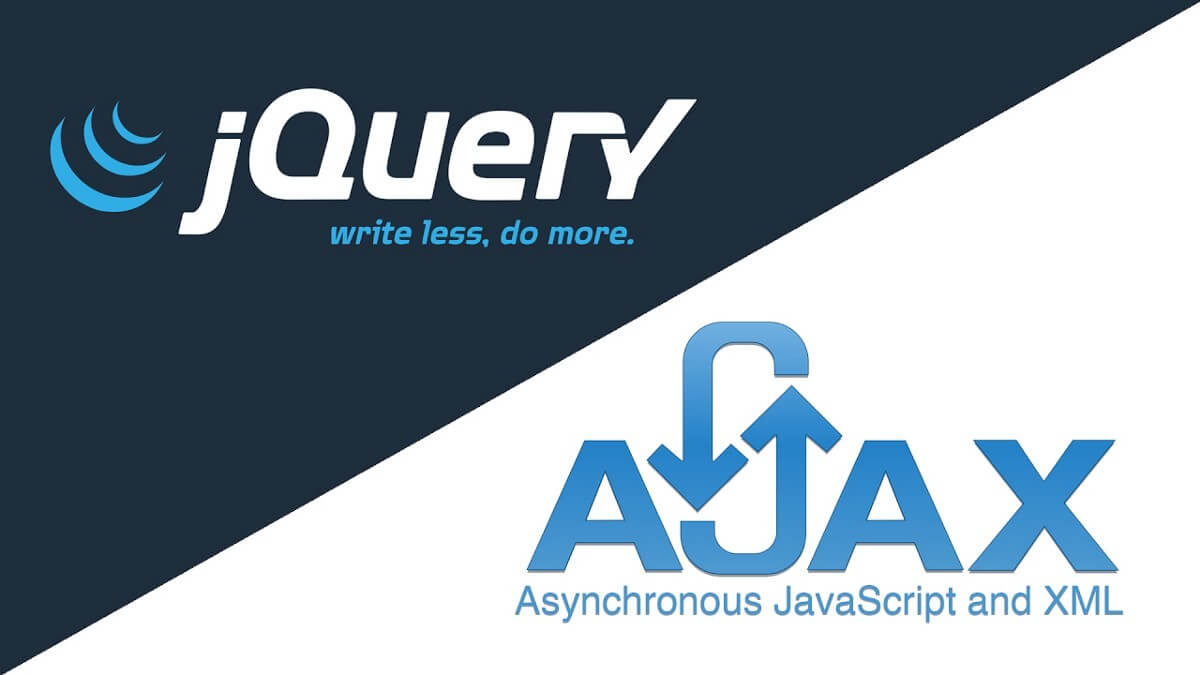 jQuery
write less, do more.
AJAX
Asynchronous JavaScript and XML